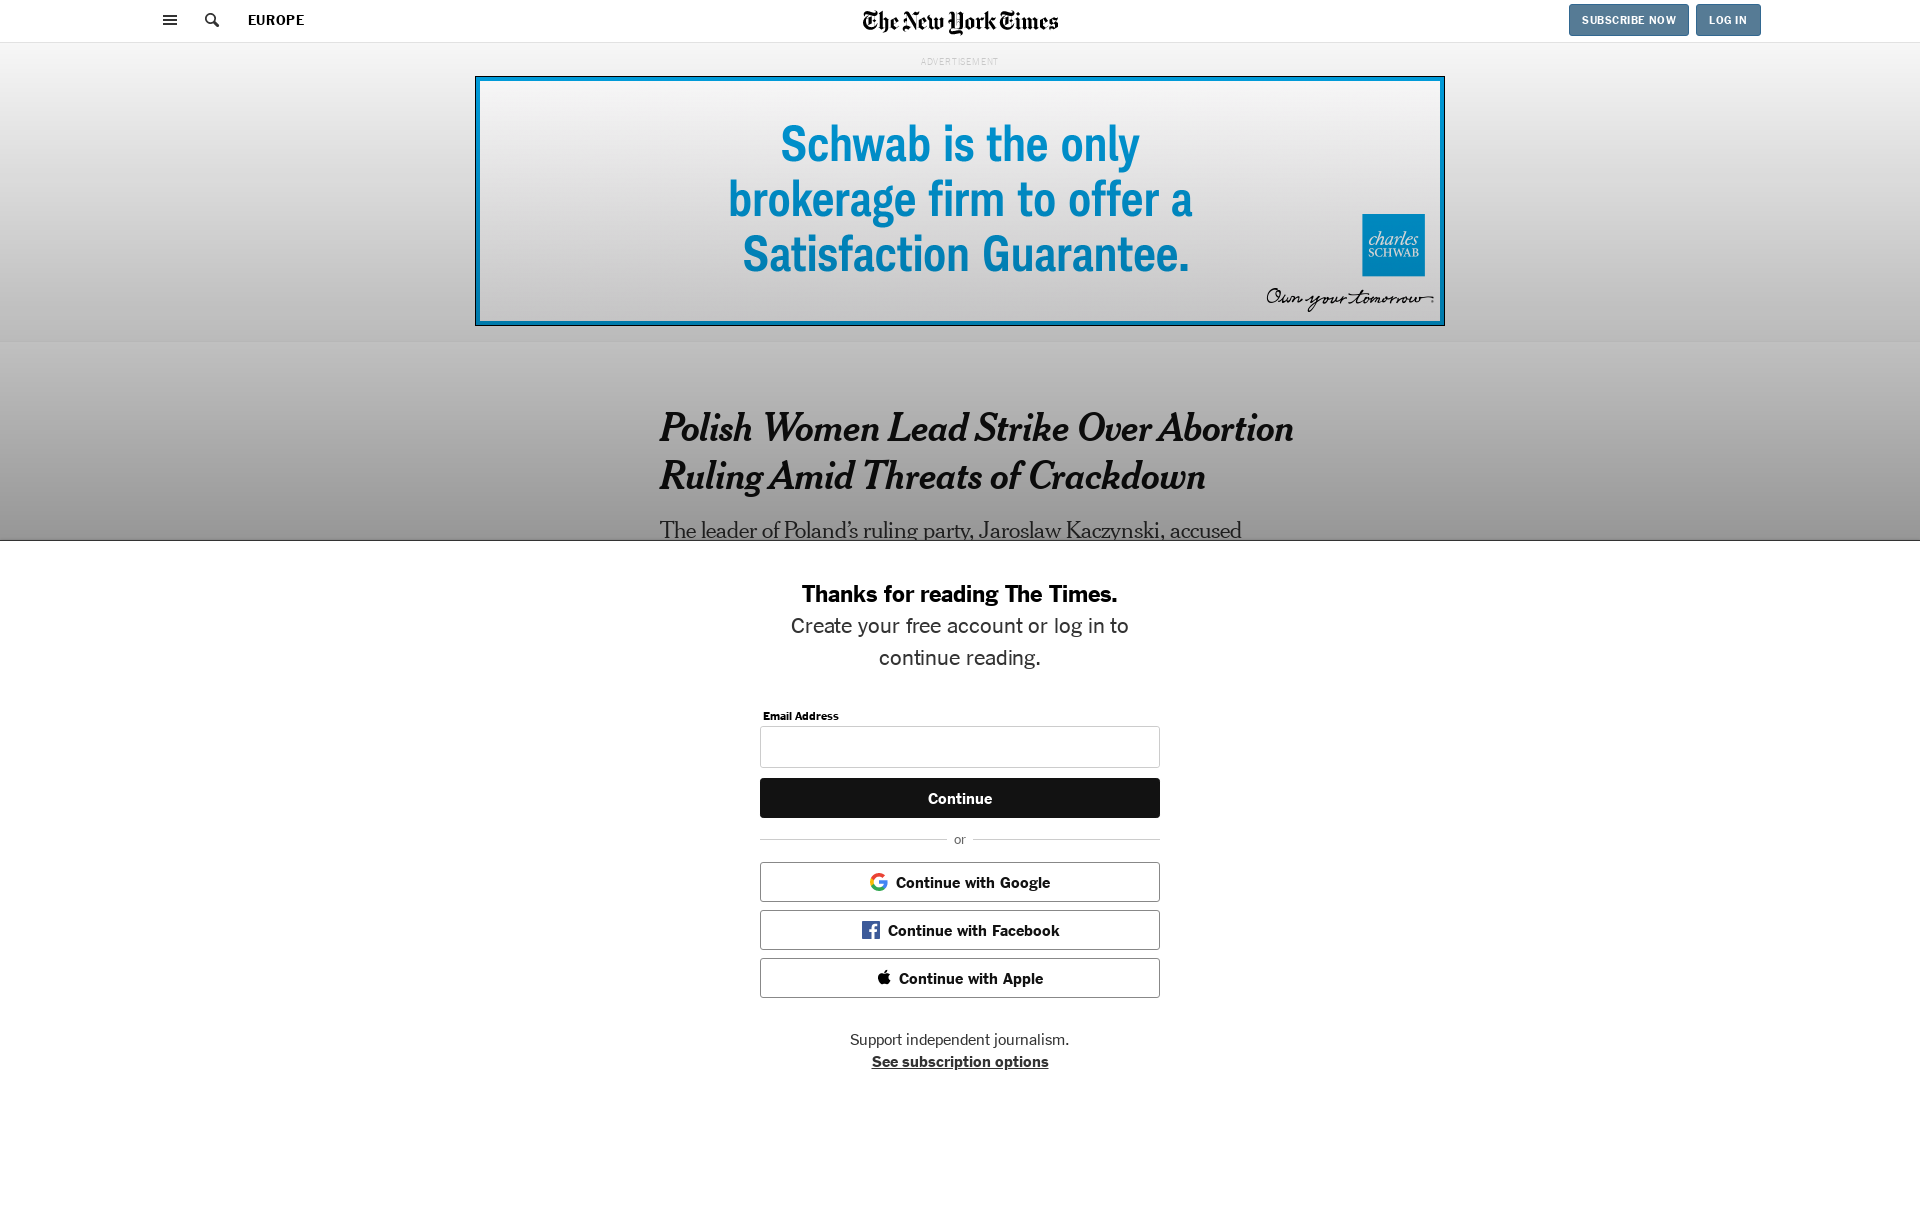 EUROPE
The New York Times
SUBSCRIBE NOW
LOG IN
ADVERTISEMENT
Schwab is the only
brokerage firm to offer a
Satisfaction Guarantee.
charles
SCHWAB
Own your tomorrow
Polish Women Lead Strike Over Abortion
Ruling Amid Threats of Crackdown
The leader of Poland’s ruling party, Jaroslaw Kaczynski, accused
Thanks for reading The Times.
Create your free account or log in to
continue reading.
Email Address
Continue
or
Continue with Google
Continue with Facebook
Continue with Apple
Support independent journalism.
See subscription options